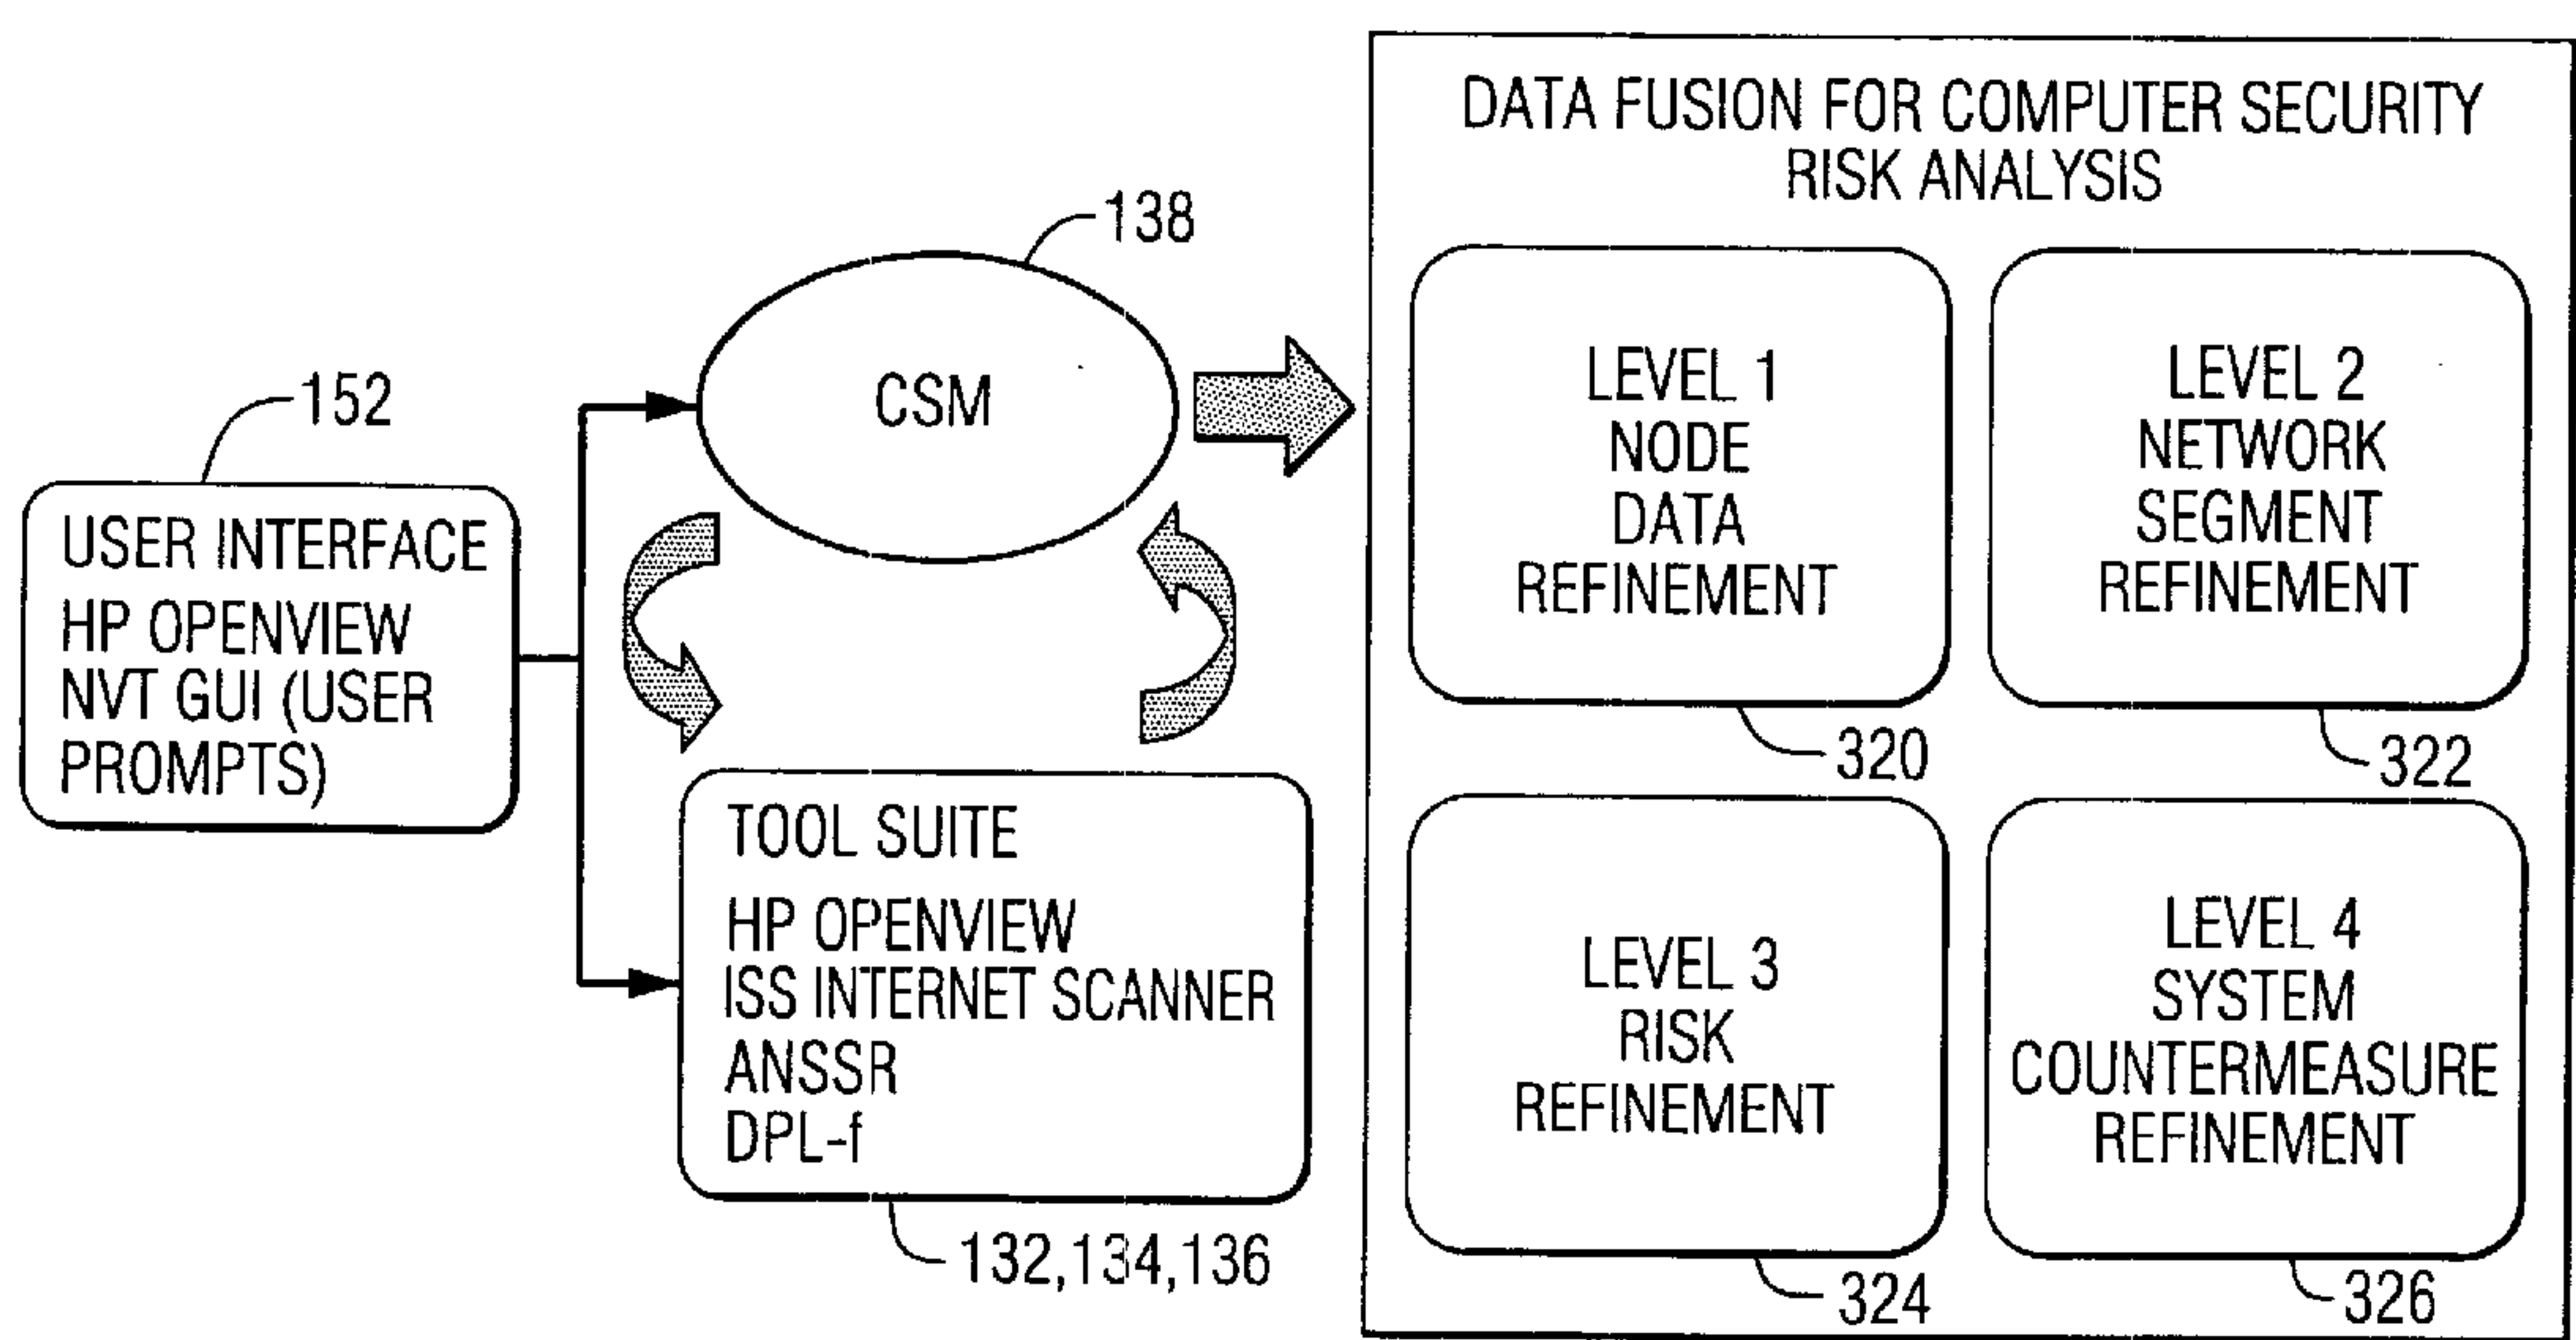 DATA FUSION FOR COMPUTER SECURITY
RISK ANALYSIS
138
CSM
152
USER INTERFACE
HP OPENVIEW
NVT GUI (USER
PROMPTS)
TOOL SUITE
HP OPENVIEW
ISS INTERNET SCANNER
ANSSR
DPL-f
132,134,136
LEVEL 1
NODE
DATA
REFINEMENT
320
LEVEL 2
NETWORK
SEGMENT
REFINEMENT
322
LEVEL 3
RISK
REFINEMENT
324
LEVEL 4
SYSTEM
COUNTERMEASURE
REFINEMENT
326